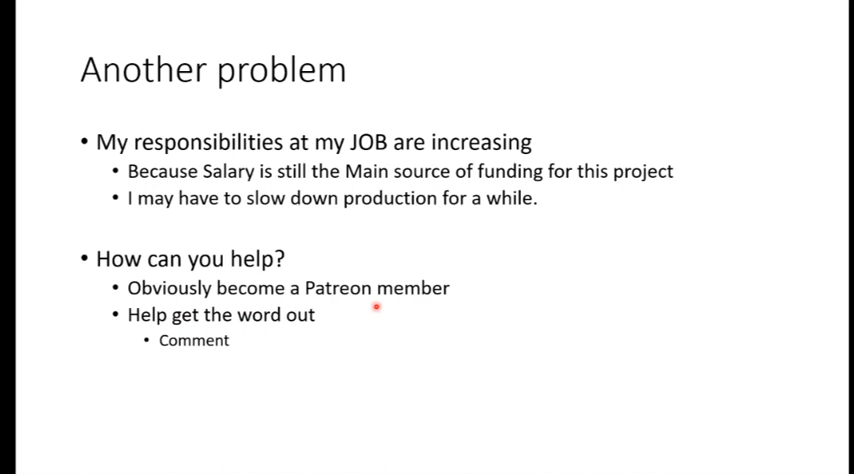 Another problem
• My responsibilities at my JOB are increasing
• Because Salary is still the Main source of funding for this project
• I may have to slow down production for a while.
• How can you help?
• Obviously become a Patreon member
• Help get the word out
• Comment